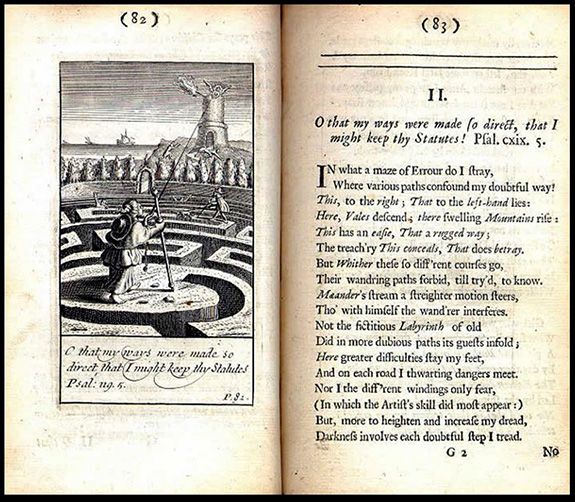 (82)
O that my ways were made so
direct that I might keep thy Statutes
Psal: 119. 5.
P. 82.
(83)
II.
O that my ways were made ſo direct, that I
might keep thy Statutes! Pſal. cxix. 5.
IN what a maze of Errour do I ſtray,
Where various paths confound my doubtful way!
This, to the right; That to the left-hand lies:
Here, Vales deſcend, there ſwelling Mountains riſe:
This has an eaſie, That a rugged way;
The treach'ry This conceals, That does betray.
But Whither theſe ſo diff'rent courſes go,
Their wandring paths forbid, till try'd, to know.
Mæander's ſtream a ſtreighter motion ſteers,
Tho' with himſelf the wand'rer interferes.
Not the fictitious Labyrinth of old
Did in more dubious paths its gueſts infold;
Here greater difficulties ſtay my feet,
And on each road I thwarting dangers meet.
Nor I the diff'rent windings only fear,
(In which the Artiſt's skill did moſt appear:)
But, more to heighten and increaſe my dread,
Darkneſs involves each doubtful ſtep I tread.
G 2 No